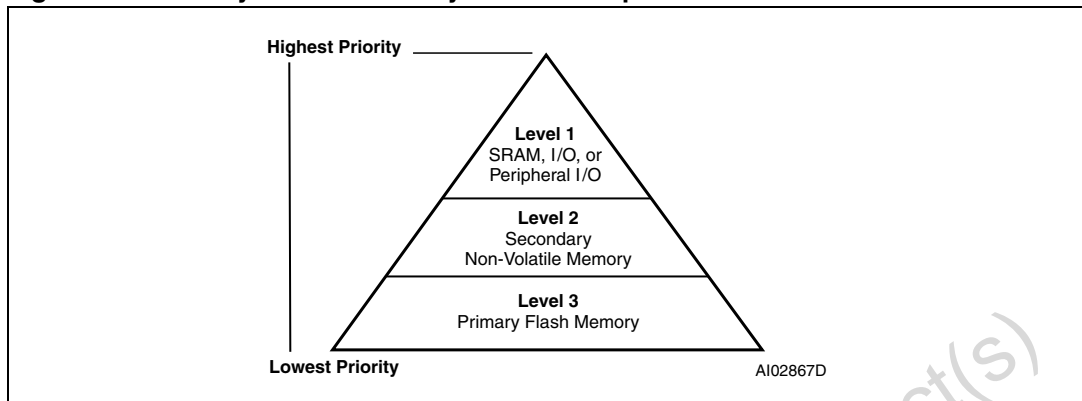 Highest Priority
Level 1
SRAM, I/O, or
Peripheral I/O
Level 2
Secondary
Non-Volatile Memory
Level 3
Primary Flash Memory
Lowest Priority
AI02867D